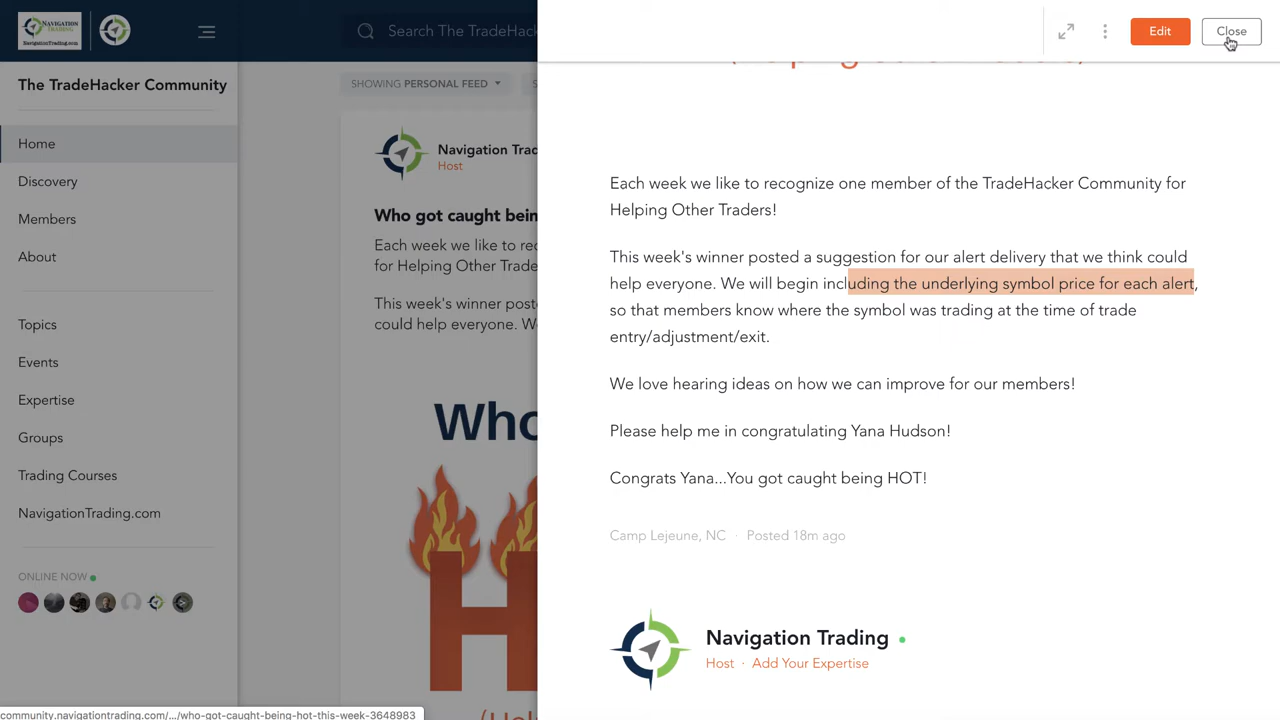 NAVIGATION
TRADING
NavigationTrading.com
Search The TradeHack
Edit
Close
The TradeHacker Community
Home
Discovery
Members
About
Topics
Events
Expertise
Groups
Trading Courses
NavigationTrading.com
ONLINE NOW
SHOWING PERSONAL FEED
S
Navigation Trad
Host
Who got caught bein
Each week we like to rec
for Helping Other Trade
This week's winner poste
could help everyone. We
Who
H
(Hel
Each week we like to recognize one member of the TradeHacker Community for
Helping Other Traders!
This week's winner posted a suggestion for our alert delivery that we think could
help everyone. We will begin including the underlying symbol price for each alert,
so that members know where the symbol was trading at the time of trade
entry/adjustment/exit.
We love hearing ideas on how we can improve for our members!
Please help me in congratulating Yana Hudson!
Congrats Yana...You got caught being HOT!
Camp Lejeune, NC · Posted 18m ago
Navigation Trading
Host · Add Your Expertise
community.navigationtrading.com/.../who-got-caught-being-hot-this-week-3648983